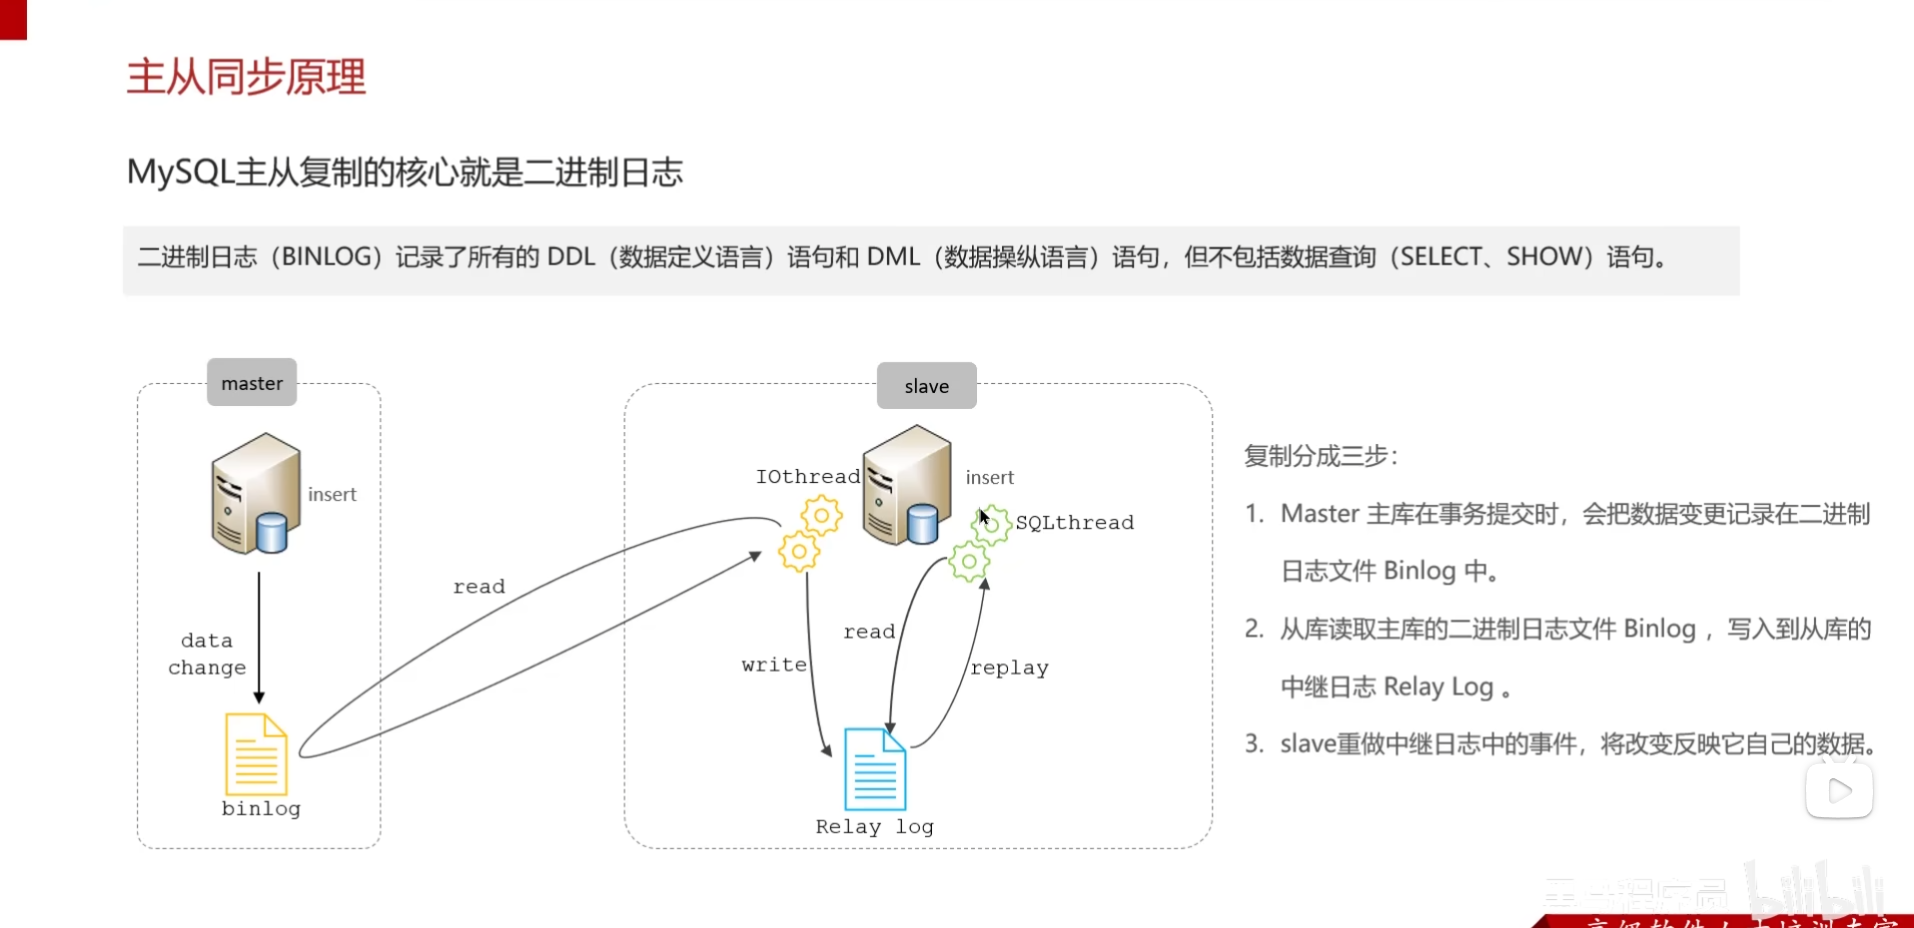 主从同步原理
MySQL主从复制的核心就是二进制日志
二进制日志（BINLOG）记录了所有的 DDL（数据定义语言）语句和 DML（数据操纵语言）语句，但不包括数据查询（SELECT、SHOW）语句。
master
insert
data
change
binlog
read
slave
IOthread
insert
SQLthread
read
write
replay
Relay log
复制分成三步：
1. Master 主库在事务提交时，会把数据变更记录在二进制
日志文件 Binlog 中。
2. 从库读取主库的二进制日志文件 Binlog ，写入到从库的
中继日志 Relay Log 。
3. slave重做中继日志中的事件，将改变反映它自己的数据。
bilibili